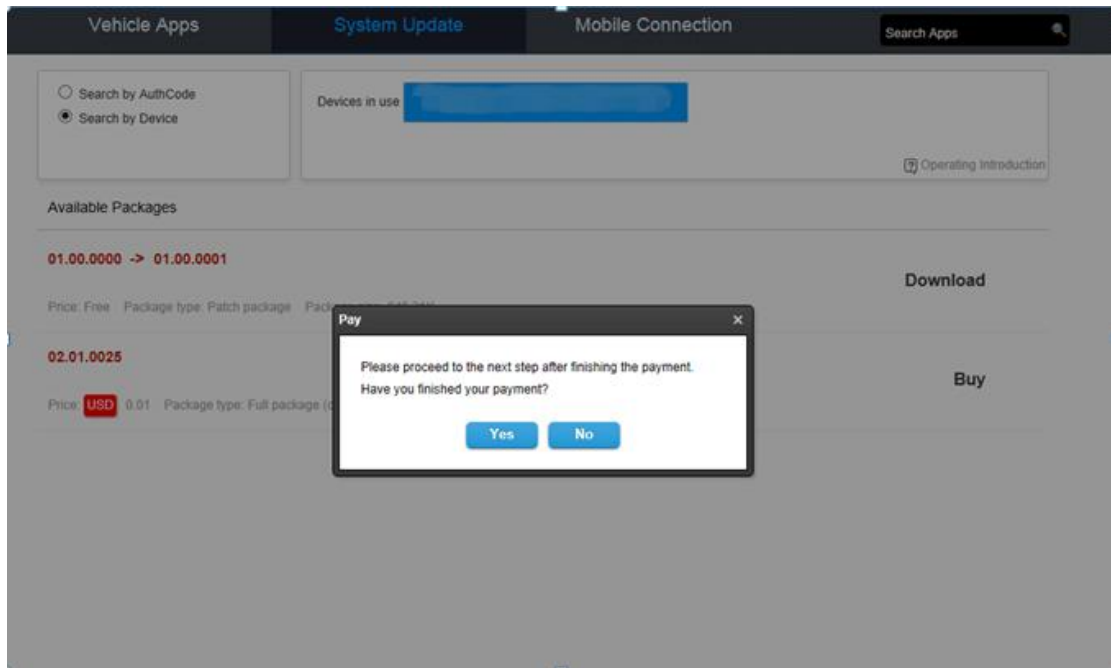 Vehicle Apps
System Update
Mobile Connection
Search Apps
Search by AuthCode
Search by Device
Devices in use
Operating Introduction
Available Packages
01.00.0000 -> 01.00.0001
Download
Price: Free Package type: Patch package
Pay
×
Please proceed to the next step after finishing the payment.
Have you finished your payment?
Yes
No
02.01.0025
Buy
Price: USD 0.01 Package type: Full package